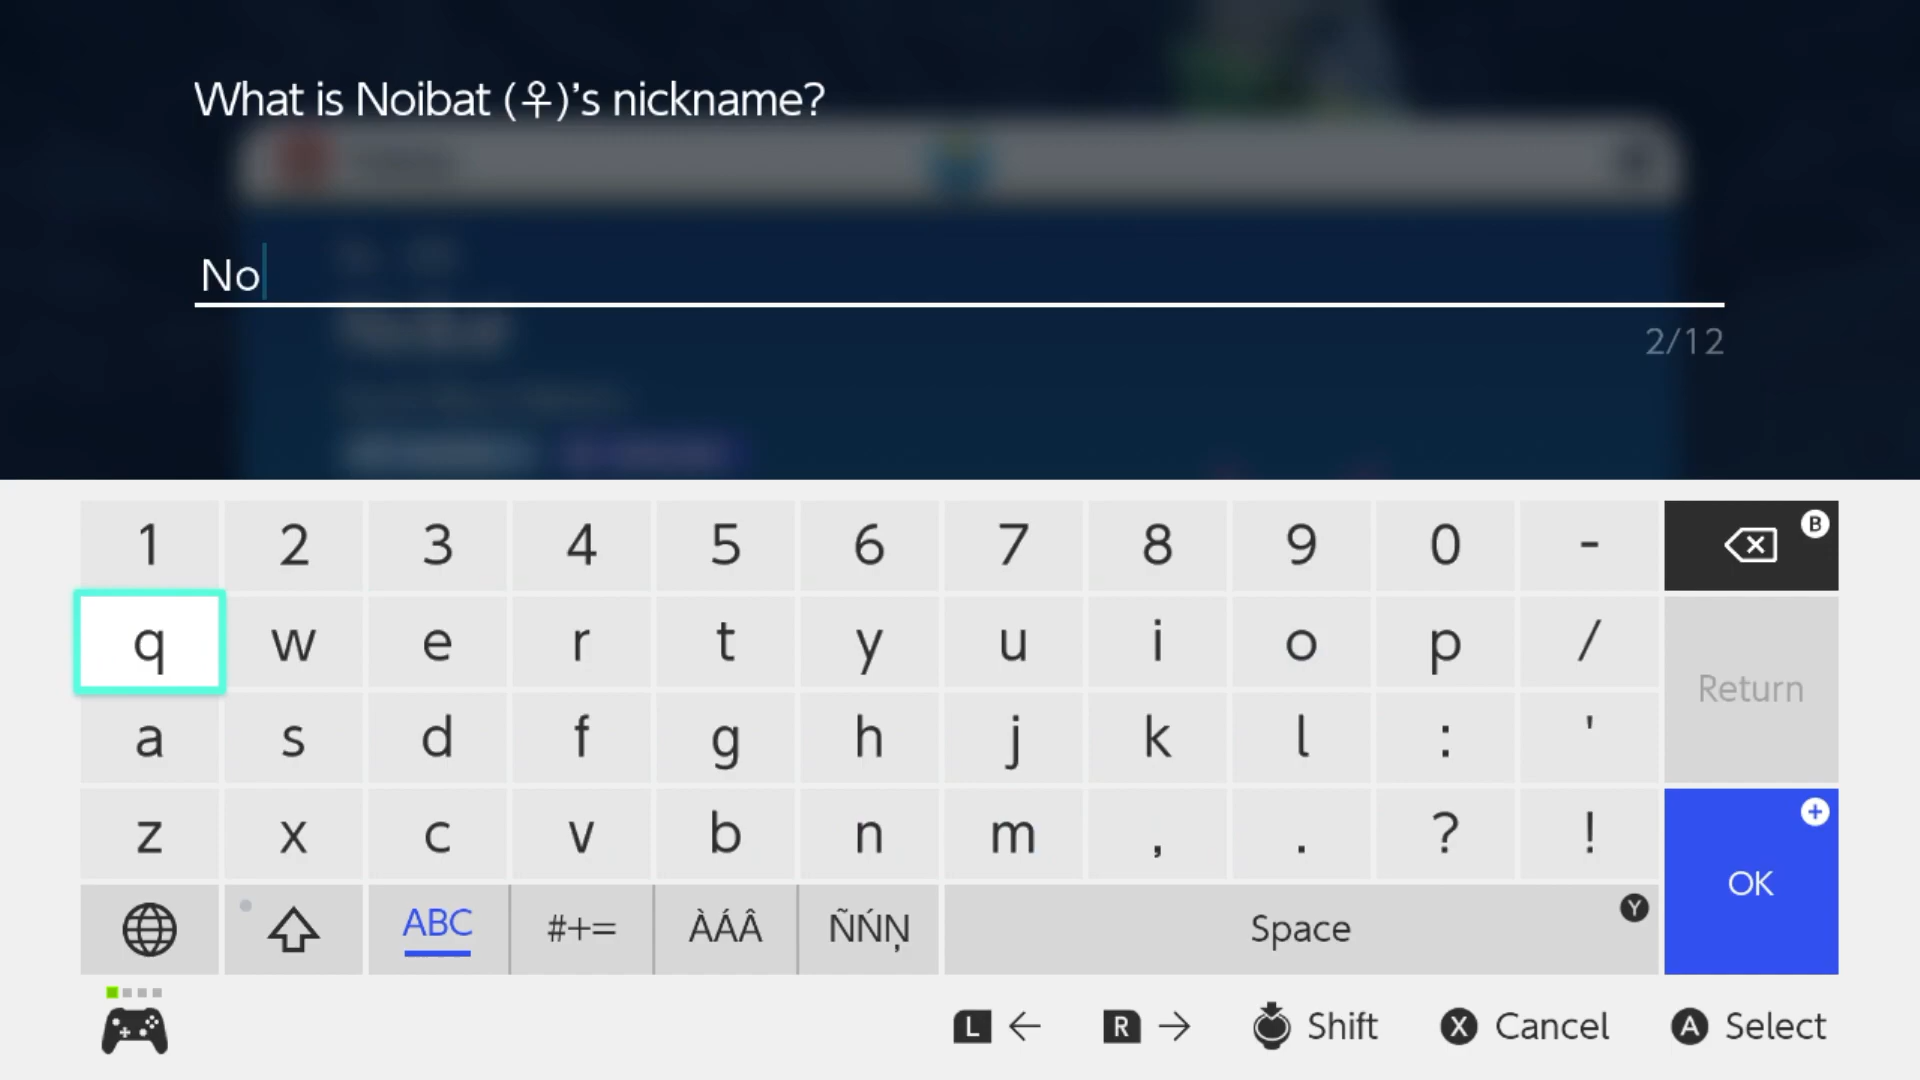 What is Noibat (♀)'s nickname?
No
2/12
1 2 3 4 5 6 7 8 9 0 -
B
q w e r t y u i o p /
Return
a s d f g h j k l : '
z x c v b n m , . ? !
+
OK
ABC #+= ÀÁÂ ÑŃŅ Space Y
L ← R → Shift X Cancel A Select